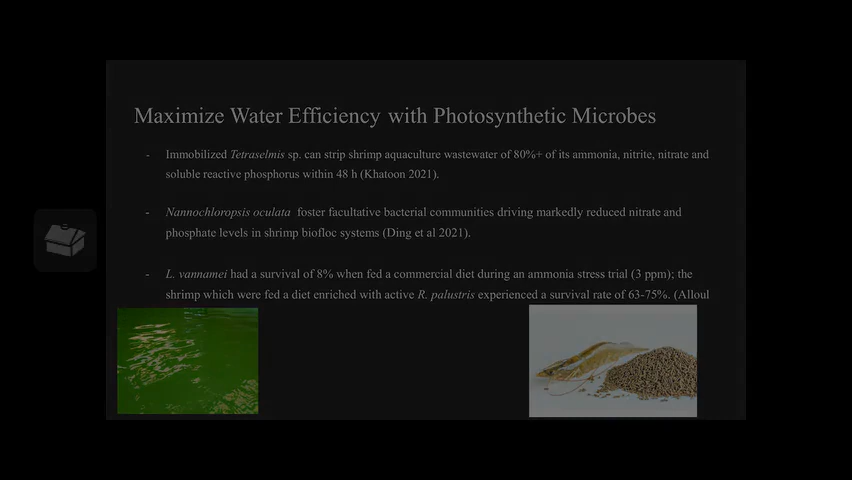 Maximize Water Efficiency with Photosynthetic Microbes
- Immobilized Tetraselmis sp. can strip shrimp aquaculture wastewater of 80%+ of its ammonia, nitrite, nitrate and
soluble reactive phosphorus within 48 h (Khatoon 2021).
- Nannochloropsis oculata foster facultative bacterial communities driving markedly reduced nitrate and
phosphate levels in shrimp biofloc systems (Ding et al 2021).
- L. vannamei had a survival of 8% when fed a commercial diet during an ammonia stress trial (3 ppm); the
shrimp which were fed a diet enriched with active R. palustris experienced a survival rate of 63-75%. (Alloul